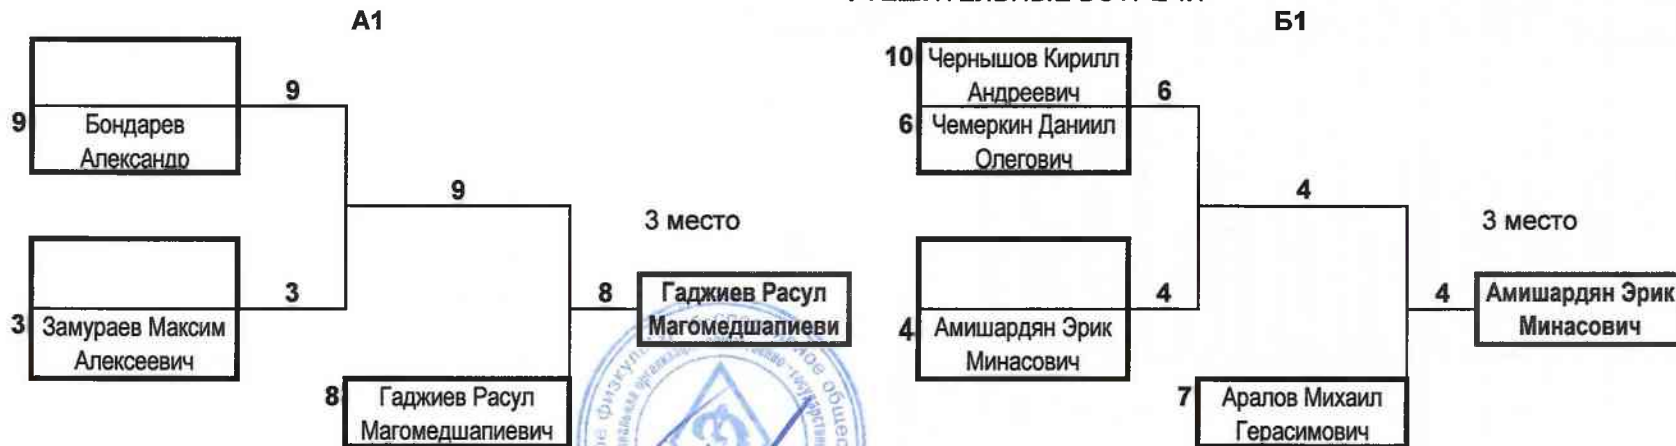 А1
9
9
Бондарев
Александр
9
3 место
3
3
Замураев Максим
Алексеевич
8
Гаджиев Расул
Магомедшапиеви
8
Гаджиев Расул
Магомедшапиевич
Б1
10
Чернышов Кирилл
Андреевич
6
6
Чемеркин Даниил
Олегович
4
3 место
4
4
Амишардян Эрик
Минасович
4
Амишардян Эрик
Минасович
7
Аралов Михаил
Герасимович